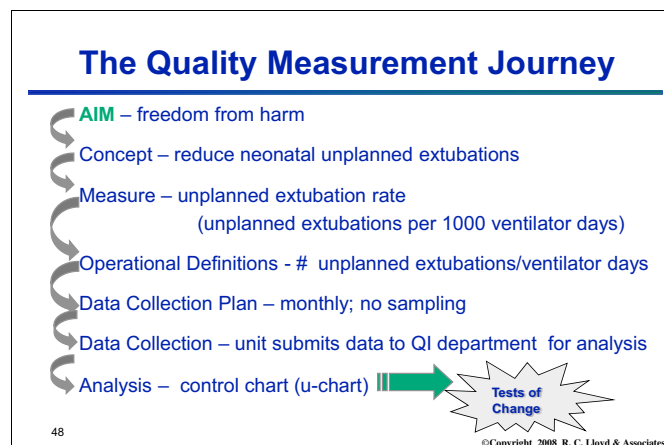 The Quality Measurement Journey
AIM – freedom from harm
Concept – reduce neonatal unplanned extubations
Measure – unplanned extubation rate
(unplanned extubations per 1000 ventilator days)
Operational Definitions - # unplanned extubations/ventilator days
Data Collection Plan – monthly; no sampling
Data Collection – unit submits data to QI department for analysis
Analysis – control chart (u-chart)
Tests of
Change
48
©Copyright 2008 R. C. Lloyd & Associates